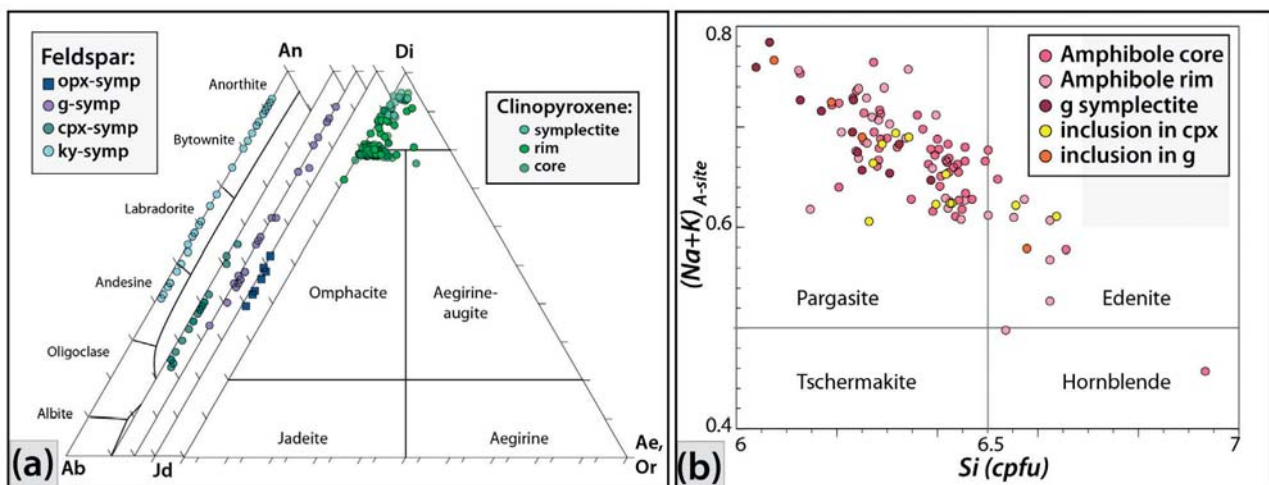 Feldspar:
opx-symp
g-symp
cpx-symp
ky-symp
An
Di
Anorthite
Bytownite
Labradorite
Andesine
Oligoclase
Albite
Clinopyroxene:
symplectite
rim
core
Omphacite
Aegirine-
augite
Jadeite
Aegirine
(a)
Ab
Jd
Ae,
Or
0.8
0.6
0.4
(Na+K) A-site
Amphibole core
Amphibole rim
g symplectite
inclusion in cpx
inclusion in g
Pargasite
Edenite
Tschermakite
Hornblende
(b)
6
6.5
7
Si (cpfu)